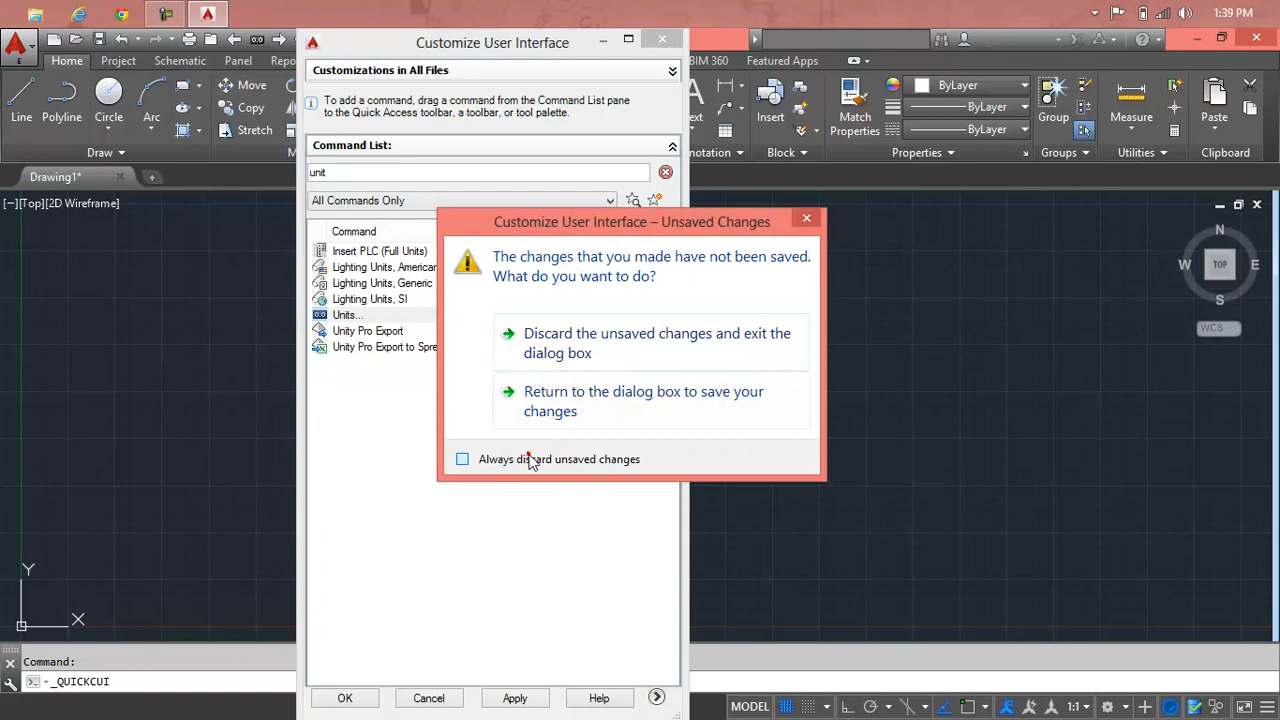 1:39 PM
Customize User Interface
BIM 360 Featured Apps
Home Project Schematic Panel Repo
Customizations in All Files
To add a command, drag a command from the Command List pane
to the Quick Access toolbar, a toolbar, or tool palette.
Line Polyline Circle Arc
Move
Copy
Stretch
Draw
Command List:
unit
All Commands Only
Command
Insert PLC (Full Units)
Lighting Units, American
Lighting Units, Generic
Lighting Units, SI
Units...
Unity Pro Export
Unity Pro Export to Spre
Insert
Block
Match
Properties
ByLayer
ByLayer
ByLayer
Properties
Group
Groups
Measure
Utilities
Paste
Clipboard
Drawing1*
[−][Top][2D Wireframe]
N
W TOP E
S
WCS
Customize User Interface – Unsaved Changes
The changes that you made have not been saved.
What do you want to do?
Discard the unsaved changes and exit the
dialog box
Return to the dialog box to save your
changes
Always discard unsaved changes
Y
X
Command:
_QUICKCUI
OK Cancel Apply Help
MODEL
1:1